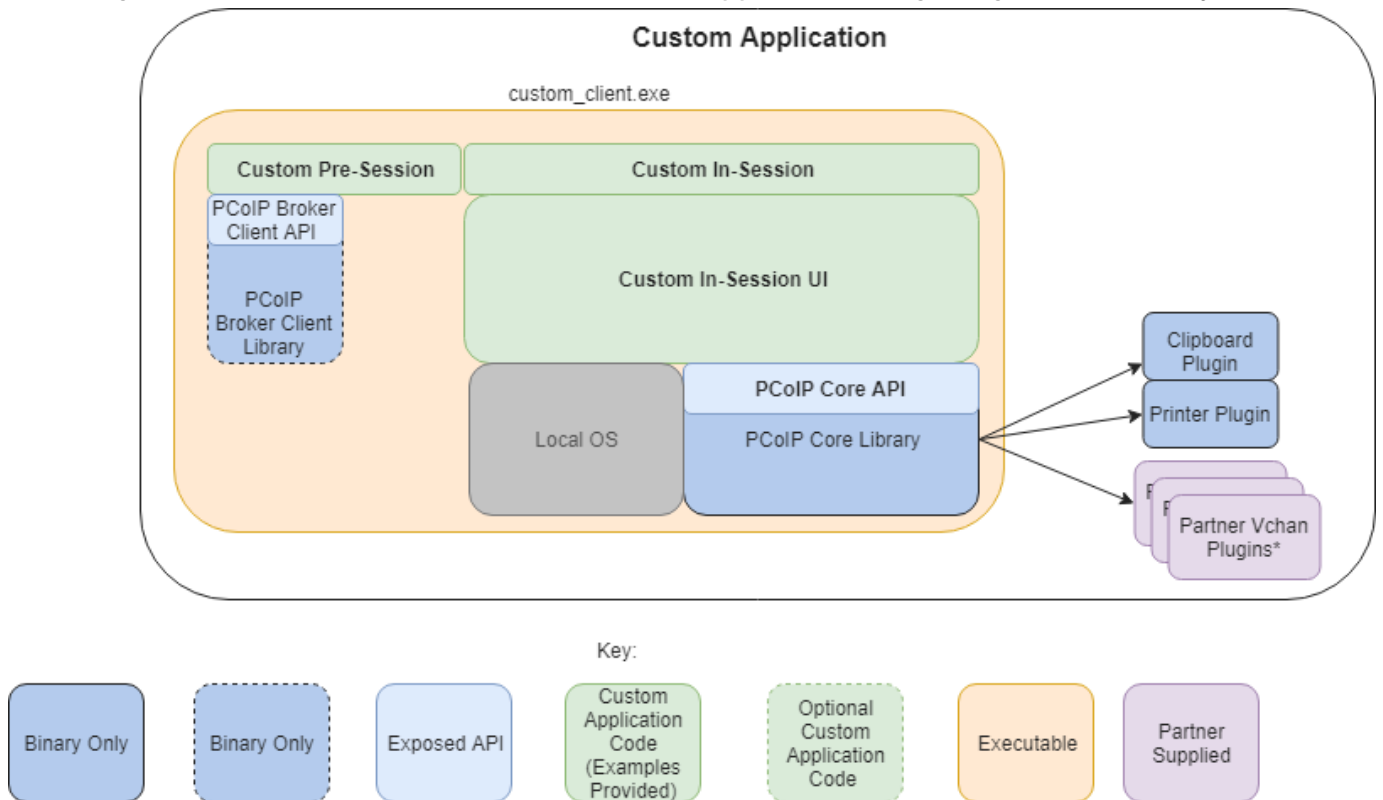 Custom Application
custom_client.exe
Custom Pre-Session
Custom In-Session
PCoIP Broker
Client API
PCoIP
Broker Client
Library
Custom In-Session UI
Local OS
PCoIP Core API
PCoIP Core Library
Clipboard
Plugin
Printer Plugin
Partner Vchan
Plugins*
Key:
Binary Only
Binary Only
Exposed API
Custom
Application
Code
(Examples
Provided)
Optional
Custom
Application
Code
Executable
Partner
Supplied